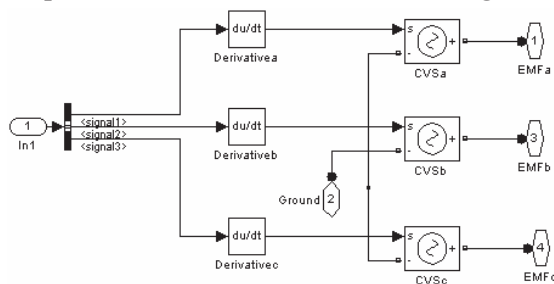 du/dt
Derivativea
s
-
+
CVSa
1
EMFa
1
In1
<signal1>
<signal2>
<signal3>
du/dt
Derivativeb
s
-
+
CVSb
3
EMFb
Ground
2
du/dt
Derivativec
s
-
+
CVSc
4
EMFc